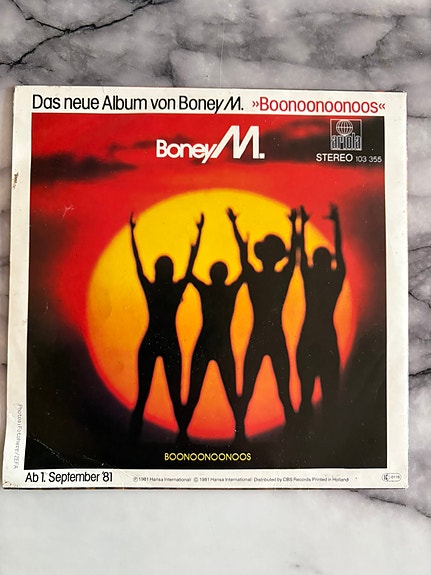 Das neue Album von Boney M. »Boonoonoonoos«
Boney M.
ariola
STEREO 103 355
BOONOONOONOOS
Ab 1. September '81
℗ 1981 Hansa International © 1981 Hansa International Distributed by CBS Records Printed in Holland